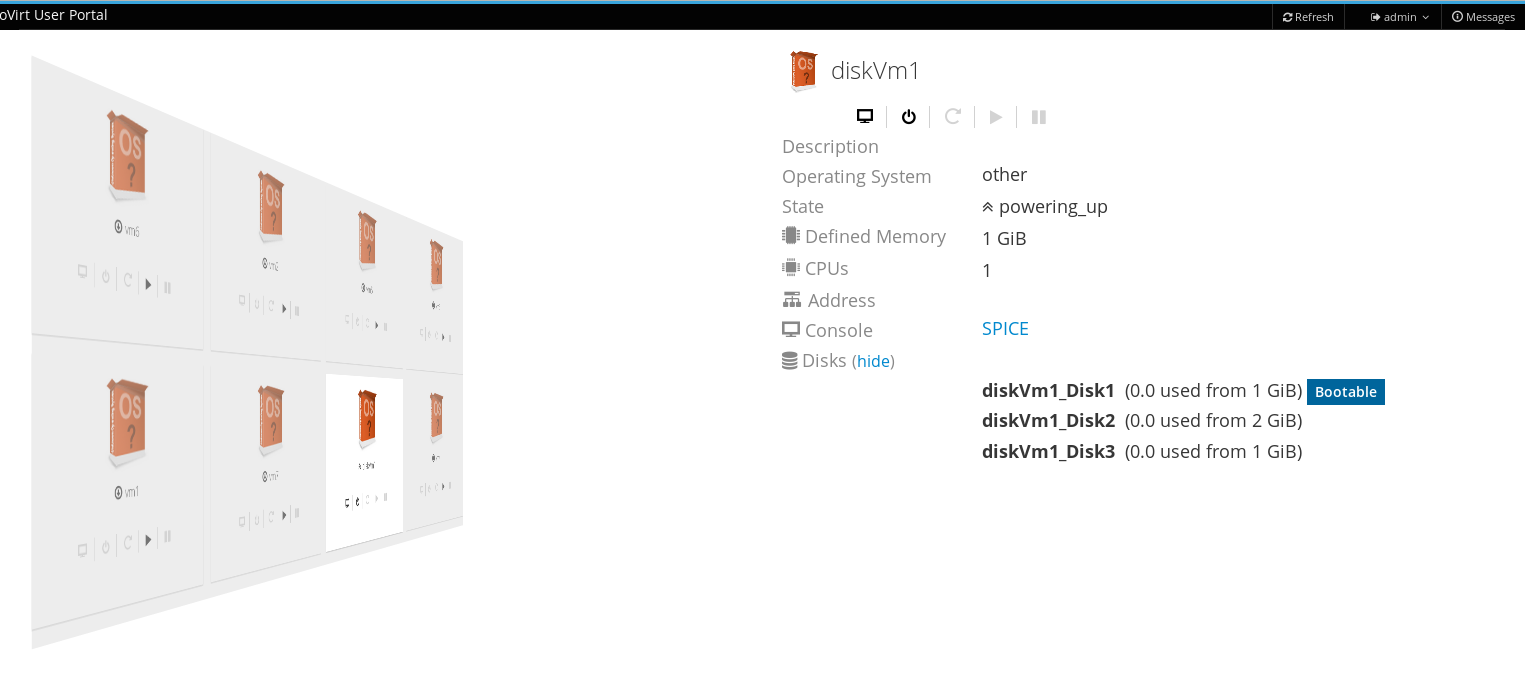 oVirt User Portal
Refresh
admin
Messages
diskVm1
Description
Operating System other
State powering_up
Defined Memory 1 GiB
CPUs 1
Address
Console SPICE
Disks (hide)
diskVm1_Disk1 (0.0 used from 1 GiB) Bootable
diskVm1_Disk2 (0.0 used from 2 GiB)
diskVm1_Disk3 (0.0 used from 1 GiB)
OS
?
vm6
OS
?
OS
?
OS
?
OS
?
vm1
OS
?
OS
?
OS
?